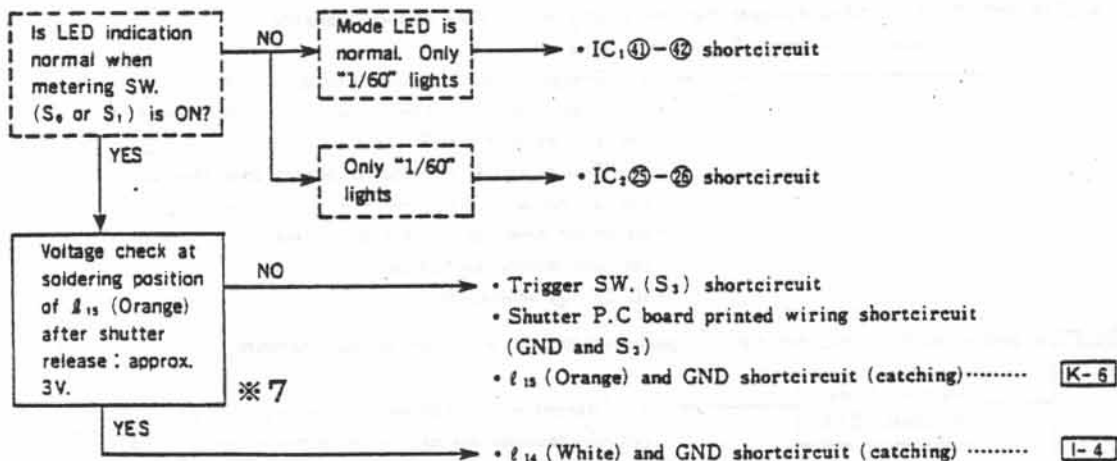 Is LED indication
normal when
metering SW.
(S₀ or S₁) is ON?
NO
Mode LED is
normal. Only
"1/60" lights
• IC₁㊶－㊷ shortcircuit
YES
Only "1/60"
lights
• IC₂㉕－㉖ shortcircuit
Voltage check at
soldering position
of ℓ₁₅ (Orange)
after shutter
release : approx.
3V.
※7
NO
• Trigger SW. (S₃) shortcircuit
• Shutter P.C board printed wiring shortcircuit
(GND and S₃)
• ℓ₁₅ (Orange) and GND shortcircuit (catching)········· K-6
YES
• ℓ₁₄ (White) and GND shortcircuit (catching) ········· I-4